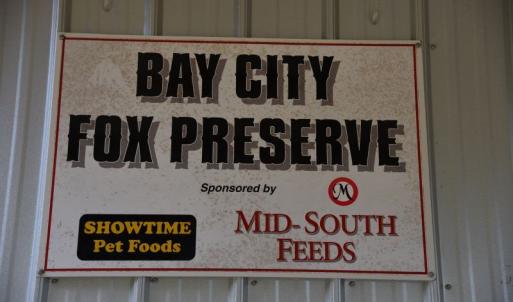 BAY CITY
FOX PRESERVE
Sponsored by
M
SHOWTIME
Pet Foods
MID-SOUTH
FEEDS